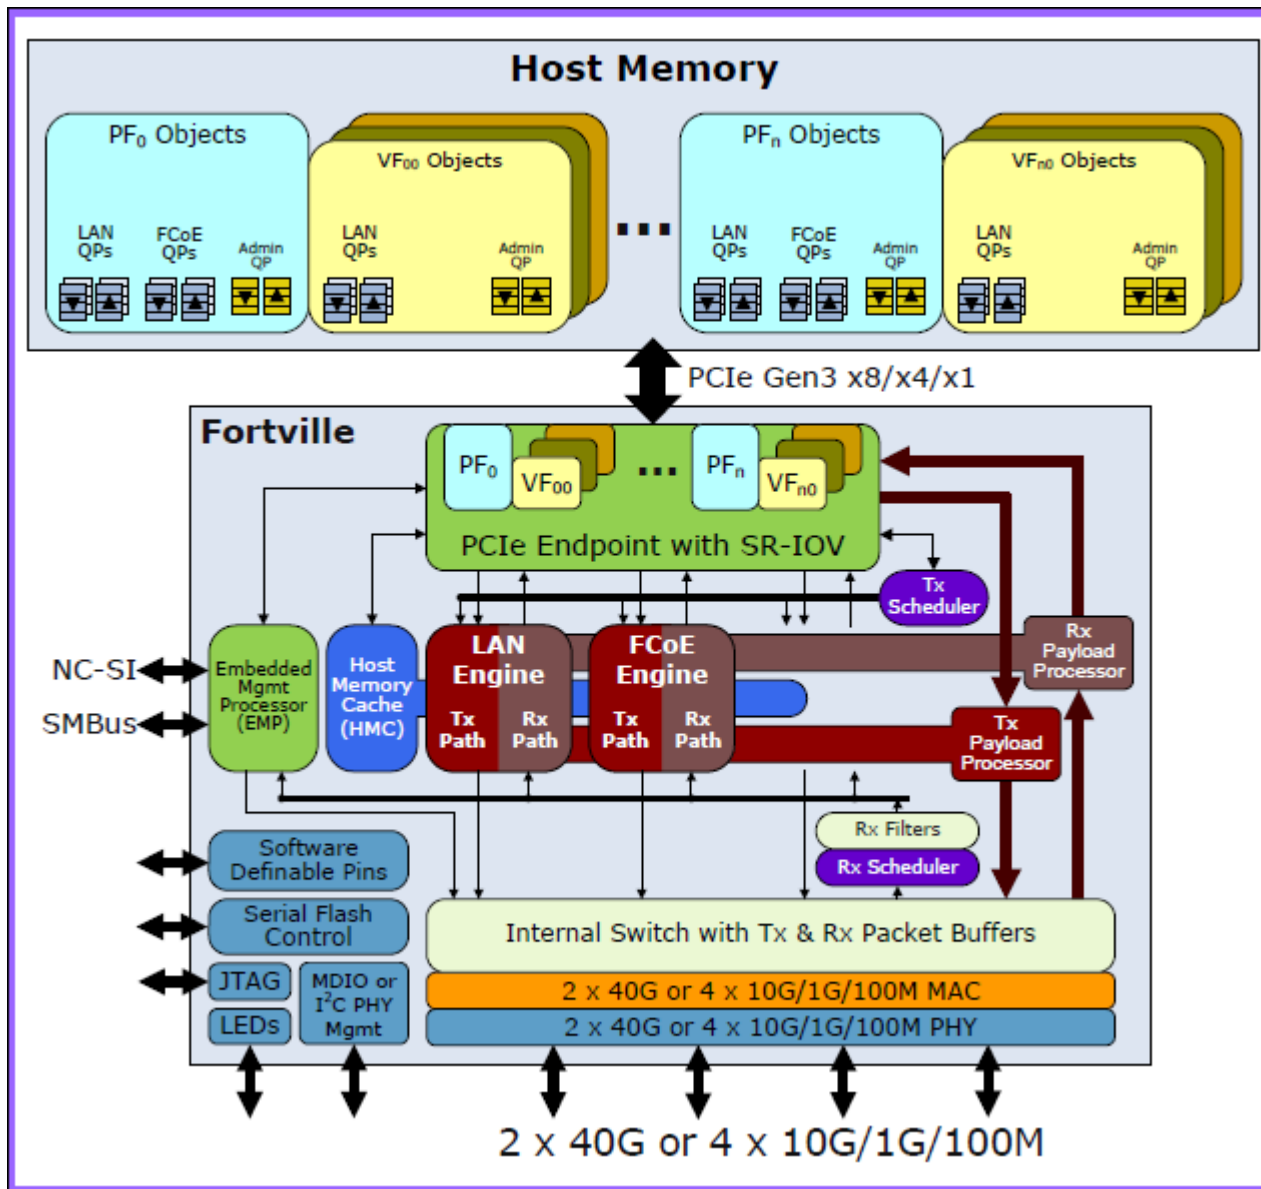 Host Memory
PF0 Objects
VF00 Objects
LAN
QPs
FCoE
QPs
Admin
QP
LAN
QPs
Admin
QP
...
PFn Objects
VFn0 Objects
LAN
QPs
FCoE
QPs
Admin
QP
LAN
QPs
Admin
QP
PCIe Gen3 x8/x4/x1
Fortville
PF0
VF00
...
PFn
VFn0
PCIe Endpoint with SR-IOV
Tx
Scheduler
NC-SI
SMBus
Embedded
Mgmt
Processor
(EMP)
Host
Memory
Cache
(HMC)
LAN
Engine
Tx
Path
Rx
Path
FCoE
Engine
Tx
Path
Rx
Path
Rx
Payload
Processor
Tx
Payload
Processor
Rx Filters
Rx Scheduler
Software
Definable Pins
Serial Flash
Control
JTAG
LEDs
MDIO or
I²C PHY
Mgmt
Internal Switch with Tx & Rx Packet Buffers
2 x 40G or 4 x 10G/1G/100M MAC
2 x 40G or 4 x 10G/1G/100M PHY
2 x 40G or 4 x 10G/1G/100M